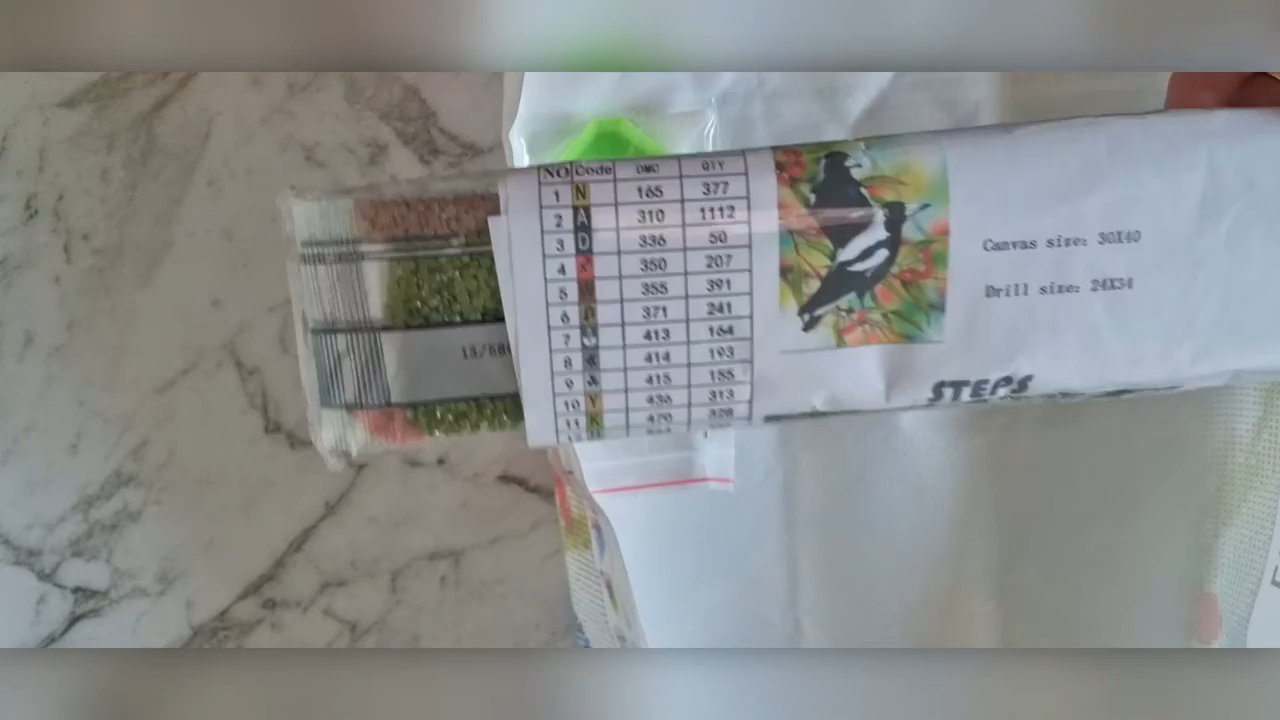 NO Code DMC QTY
1 N 165 377
2 A 310 1112
3 D 336 50
4 350 207
5 355 391
6 P 371 241
7 413 164
8 414 193
9 & 415 155
10 Y 436 313
11 K 470 328
Canvas size: 30X40
Drill size: 24X34
STEPS